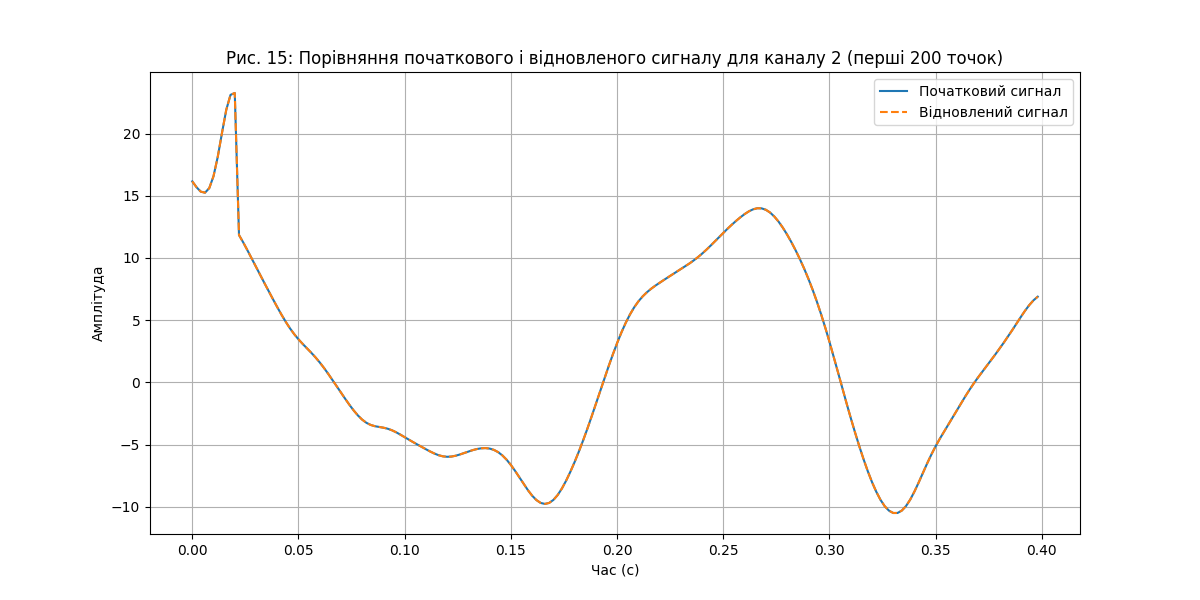 Рис. 15: Порівняння початкового і відновленого сигналу для каналу 2 (перші 200 точок)
Початковий сигнал
Відновлений сигнал
Амплітуда
20
15
10
5
0
−5
−10
0.00 0.05 0.10 0.15 0.20 0.25 0.30 0.35 0.40
Час (с)